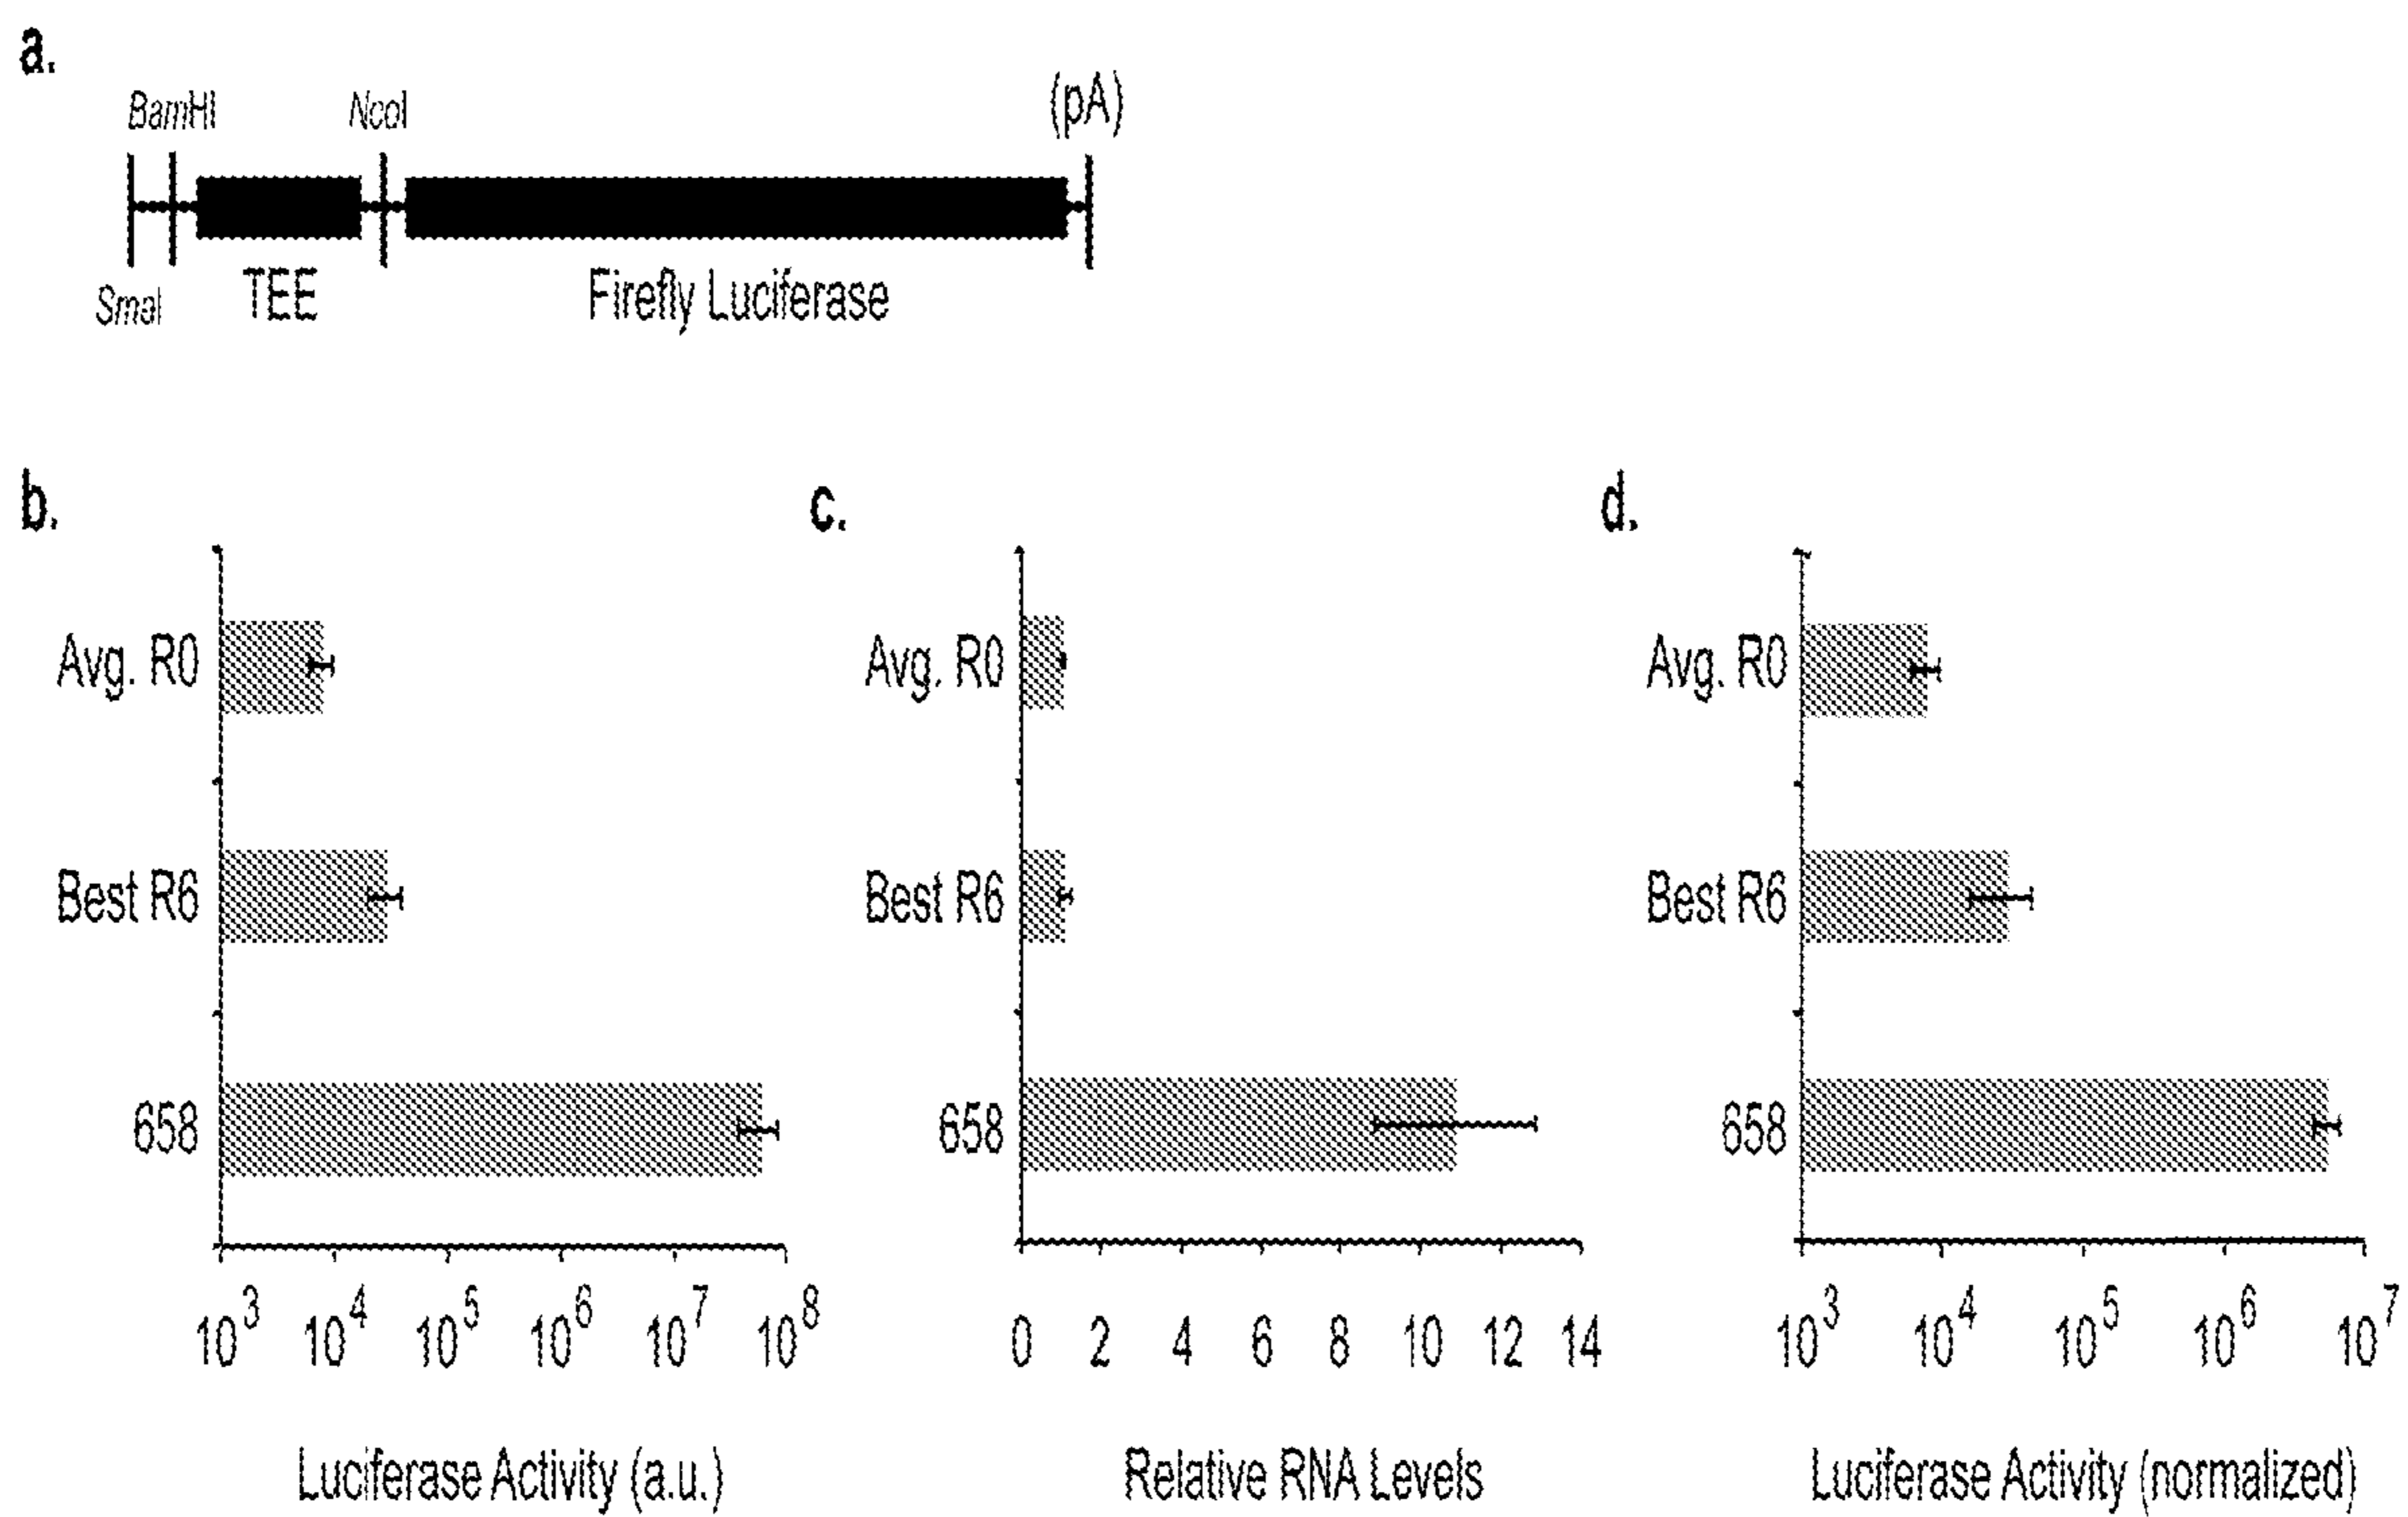 a.
BamHI NcoI (pA)
SmaI TEE Firefly Luciferase
b. c. d.
Avg. R0 Avg. R0 Avg. R0
Best R6 Best R6 Best R6
658 658 658
10^3 10^4 10^5 10^6 10^7 10^8 0 2 4 6 8 10 12 14 10^3 10^4 10^5 10^6 10^7
Luciferase Activity (a.u.) Relative RNA Levels Luciferase Activity (normalized)